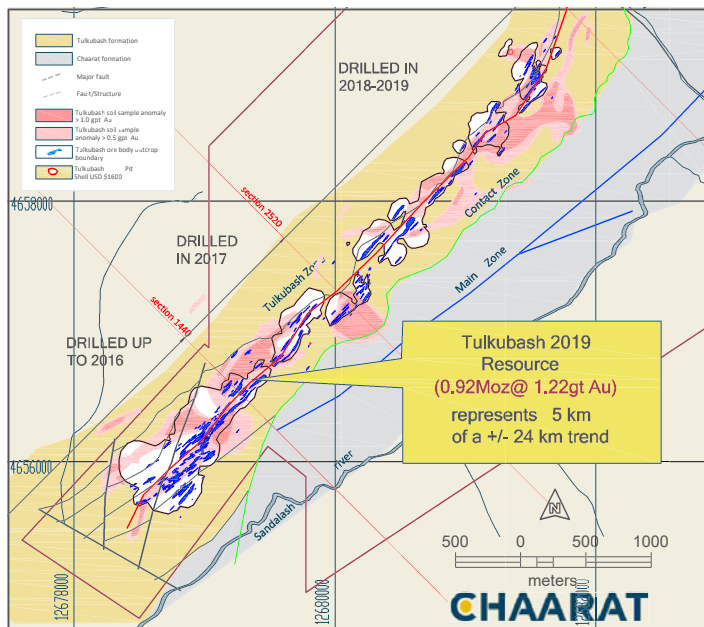 Tulkubash formation
Chaarat formation
Major fault
Fault/Structure
Tulkubash soil sample anomaly
> 1.0 gpt Au
Tulkubash soil sample
anomaly > 0.5 gpt Au
Tulkubash ore body outcrop
boundary
Tulkubash Pit
Shell USD $1600
DRILLED IN
2018-2019
4658000
section 2520
Contact Zone
DRILLED
IN 2017
Main Zone
Tulkubash Zo
section 1440
DRILLED UP
TO 2016
Tulkubash 2019
Resource
(0.92Moz@ 1.22gt Au)
represents 5 km
of a +/- 24 km trend
4656000
river
Sandalash
N
500 0 500 1000
meters
12678000
12680000
CHAARAT